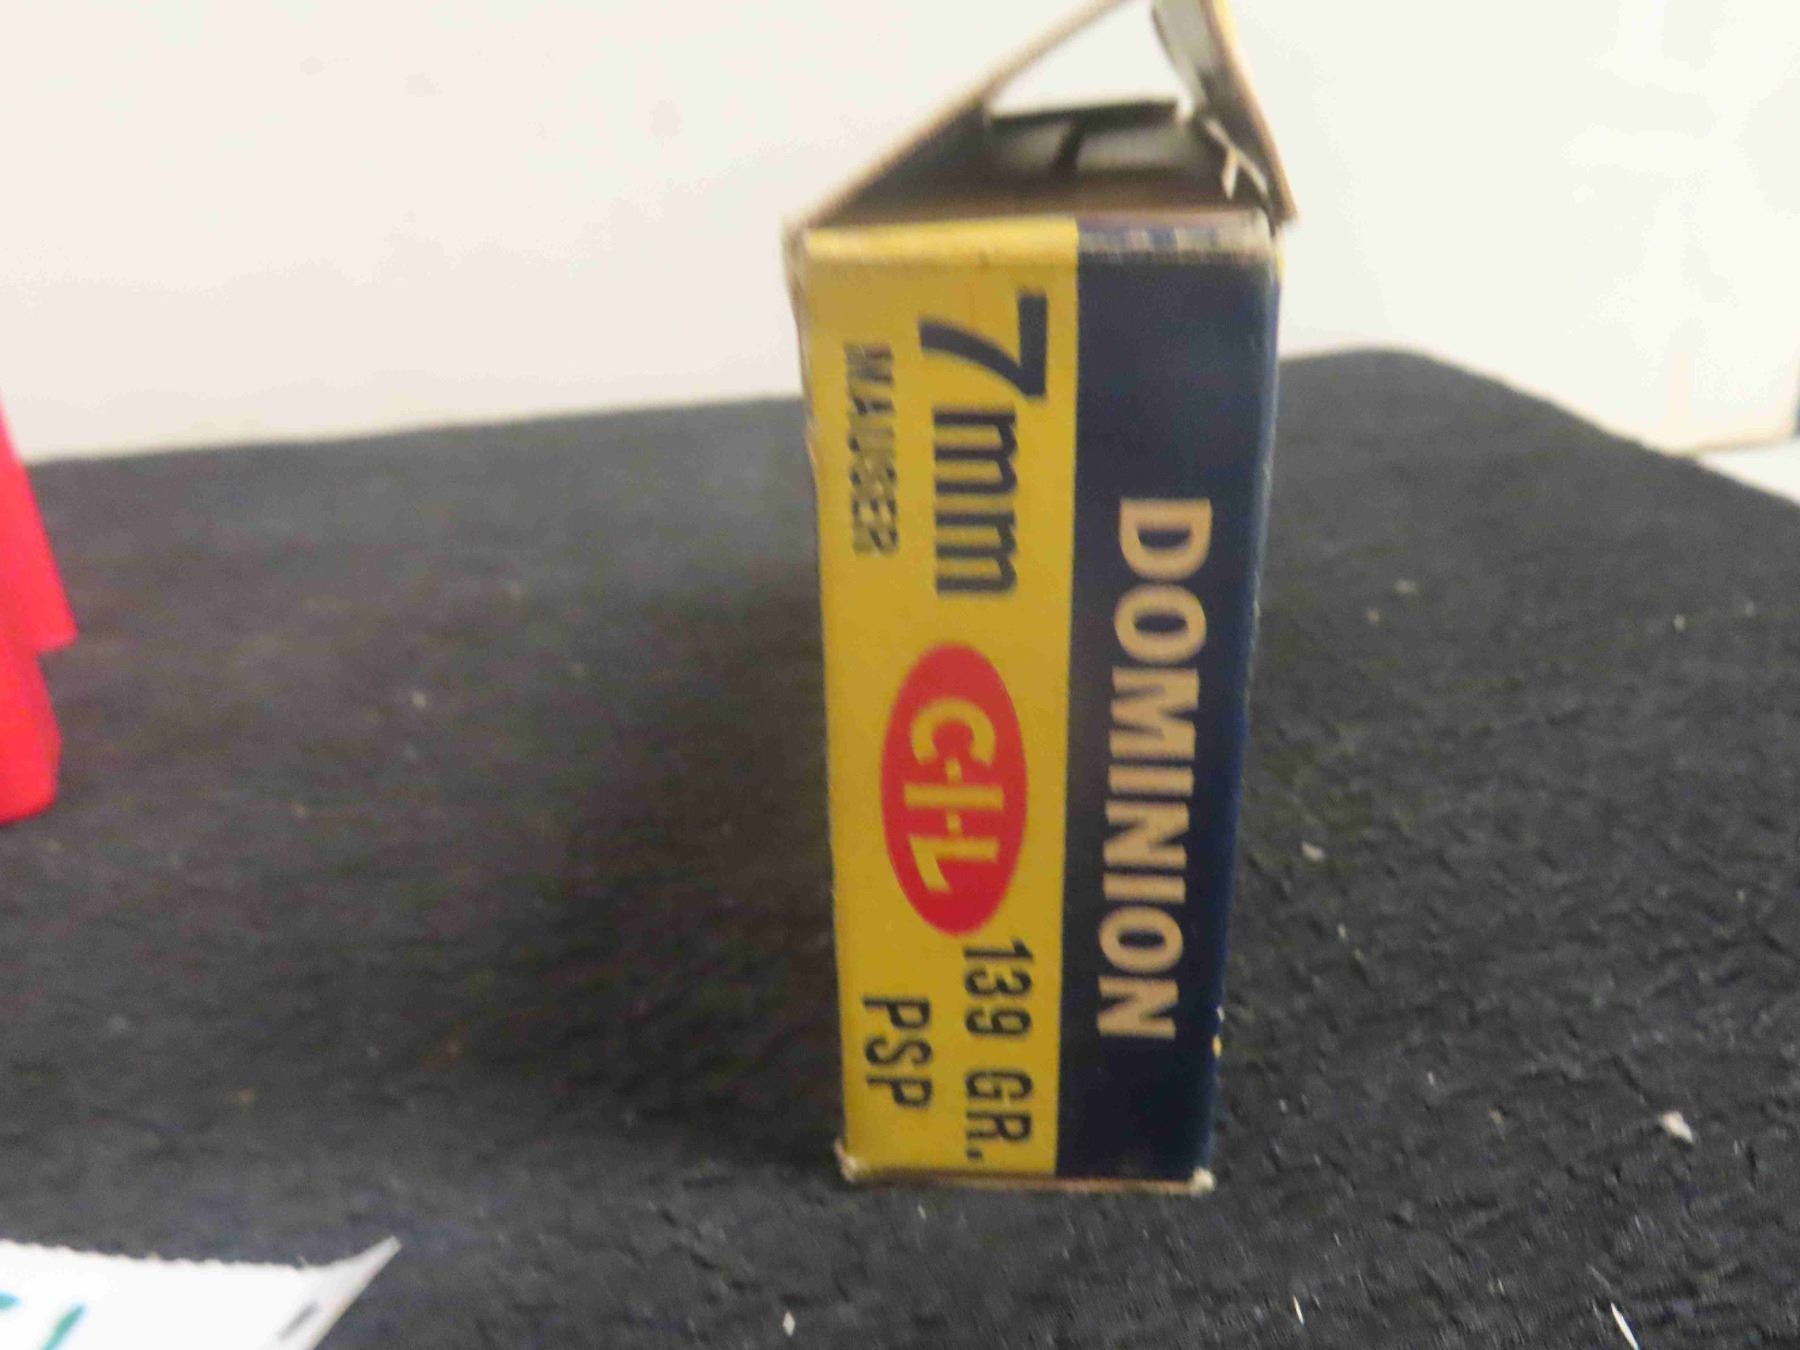 DOMINION
7mm
MAUSER
C-I-L
139 GR.
PSP